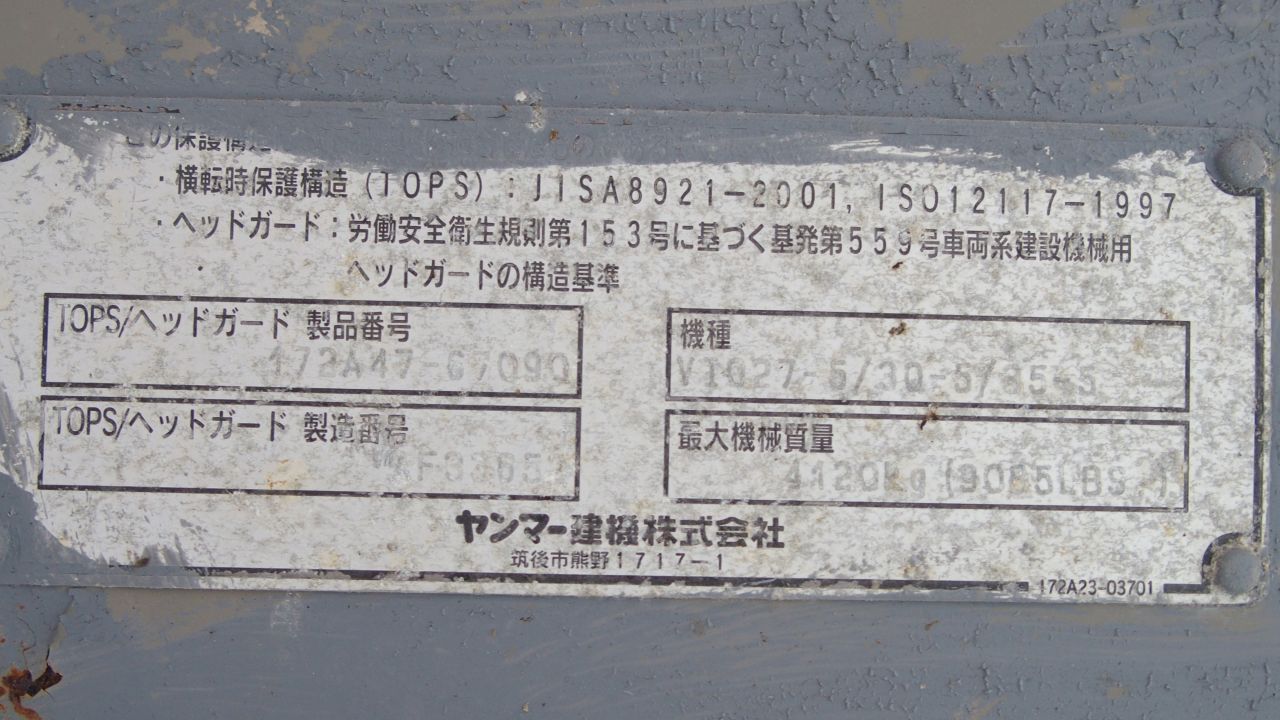 この保護構造
・横転時保護構造(TOPS):JISA8921-2001, ISO12117-1997
・ヘッドガード:労働安全衛生規則第153号に基づく基発第559号車両系建設機械用
ヘッドガードの構造基準
TOPS/ヘッドガード 製品番号
172A47-67090
機種
ViO27-5/30-5/35-5
TOPS/ヘッドガード 製造番号
最大機械質量
4120kg(9085LBS.)
ヤンマー建機株式会社
筑後市熊野1717-1
172A23-03701